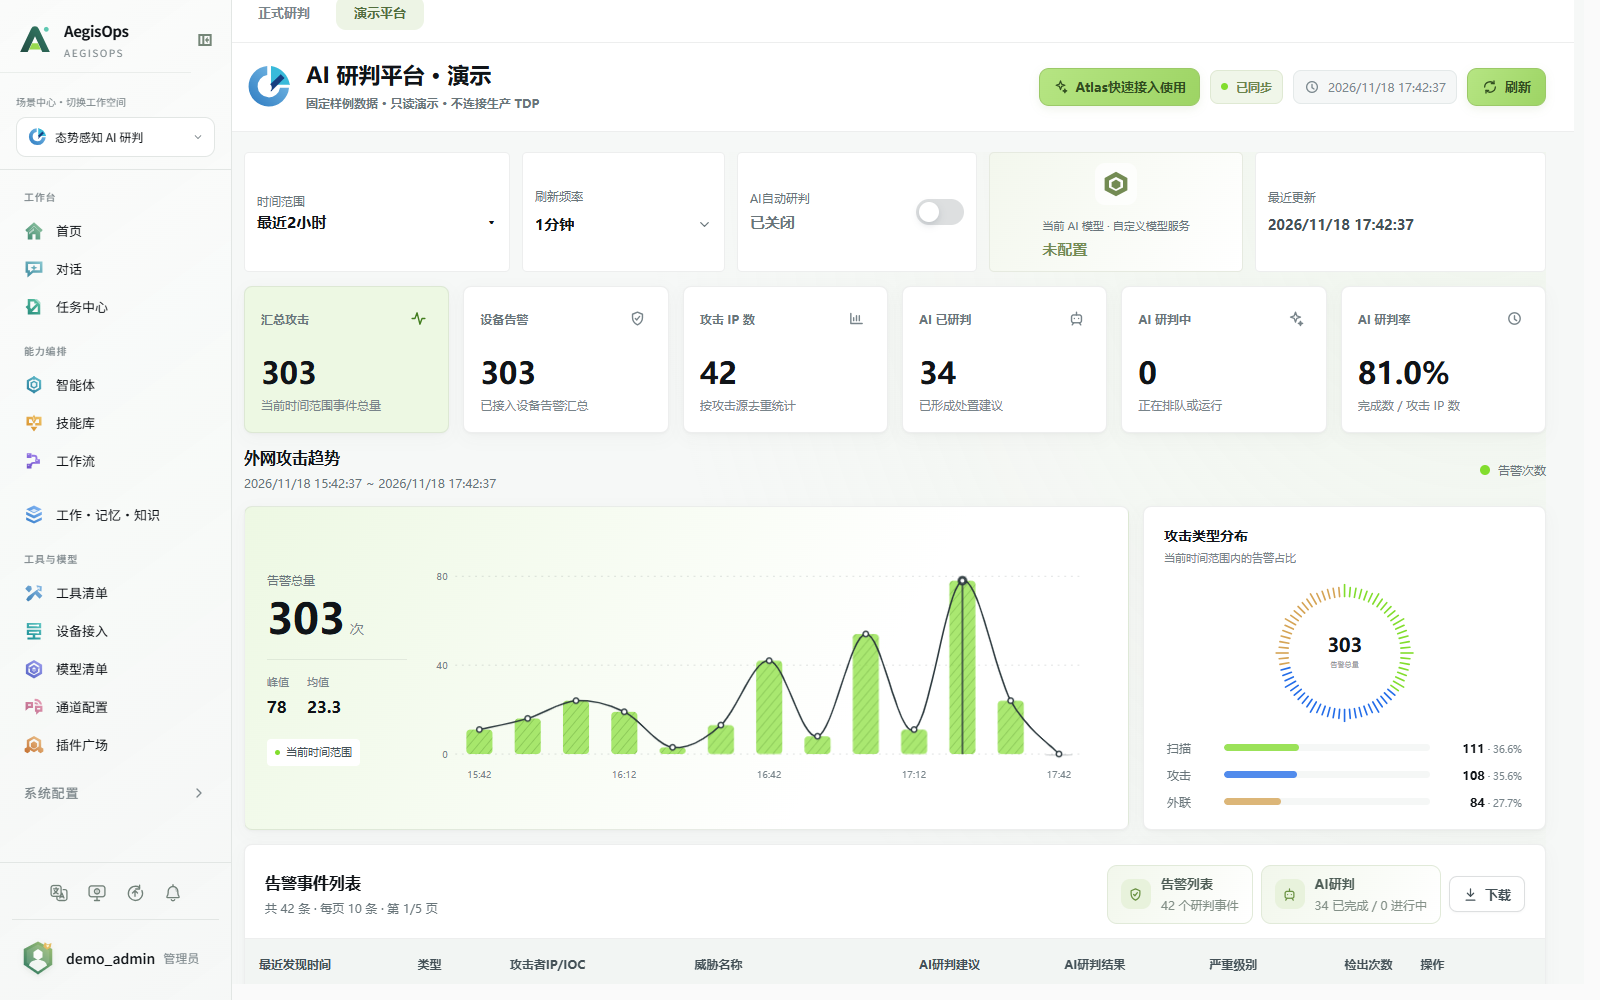 AegisOps
AEGISOPS
场景中心 · 切换工作空间
态势感知 AI 研判
工作台
首页
对话
任务中心
能力编排
智能体
技能库
工作流
工作 · 记忆 · 知识
工具与模型
工具清单
设备接入
模型清单
通道配置
插件广场
系统配置
demo_admin 管理员
正式研判 演示平台
AI 研判平台 • 演示
固定样例数据 • 只读演示 • 不连接生产 TDP
Atlas快速接入使用
已同步
2026/11/18 17:42:37
刷新
时间范围
最近2小时
刷新频率
1分钟
AI自动研判
已关闭
当前 AI 模型 · 自定义模型服务
未配置
最近更新
2026/11/18 17:42:37
汇总攻击
303
当前时间范围事件总量
设备告警
303
已接入设备告警汇总
攻击 IP 数
42
按攻击源去重统计
AI 已研判
34
已形成处置建议
AI 研判中
0
正在排队或运行
AI 研判率
81.0%
完成数 / 攻击 IP 数
外网攻击趋势
2026/11/18 15:42:37 ~ 2026/11/18 17:42:37
告警次数
告警总量
303 次
峰值 均值
78 23.3
当前时间范围
80
40
0
15:42 16:12 16:42 17:12 17:42
攻击类型分布
当前时间范围内的告警占比
303
告警总量
扫描 111 · 36.6%
攻击 108 · 35.6%
外联 84 · 27.7%
告警事件列表
共 42 条 · 每页 10 条 · 第 1/5 页
告警列表
42 个研判事件
AI研判
34 已完成 / 0 进行中
下载
最近发现时间 类型 攻击者IP/IOC 威胁名称 AI研判建议 AI研判结果 严重级别 检出次数 操作